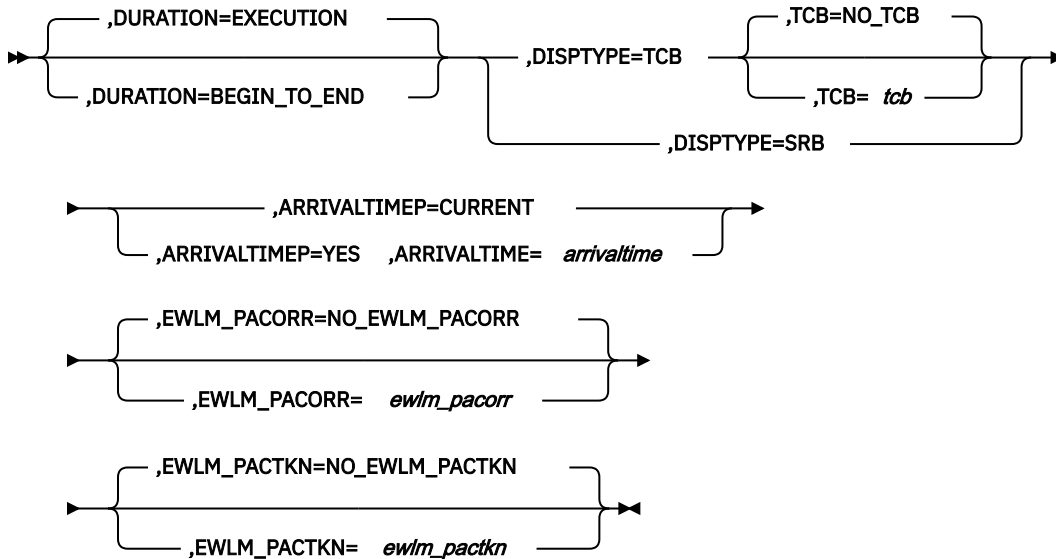 ,DURATION=EXECUTION
,DURATION=BEGIN_TO_END
,DISPTYPE=TCB
,TCB=NO_TCB
,TCB= tcb
,DISPTYPE=SRB
,ARRIVALTIMEP=CURRENT
,ARRIVALTIMEP=YES ,ARRIVALTIME= arrivaltime
,EWLM_PACORR=NO_EWLM_PACORR
,EWLM_PACORR= ewlm_pacorr
,EWLM_PACTKN=NO_EWLM_PACTKN
,EWLM_PACTKN= ewlm_pactkn